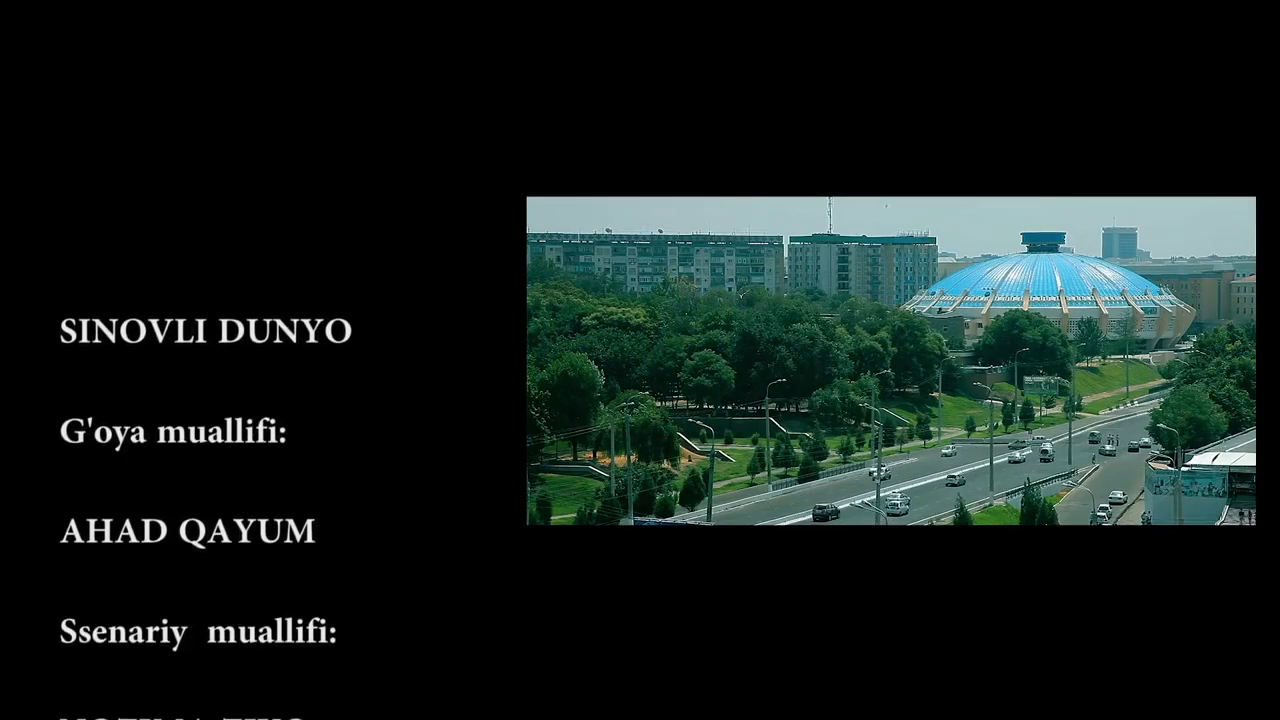 SINOVLI DUNYO
G'oya muallifi:
AHAD QAYUM
Ssenariy muallifi: